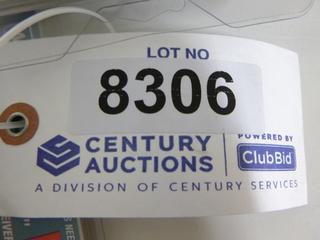 LOT NO
8306
CENTURY
AUCTIONS
POWERED BY
ClubBid
A DIVISION OF CENTURY SERVICES